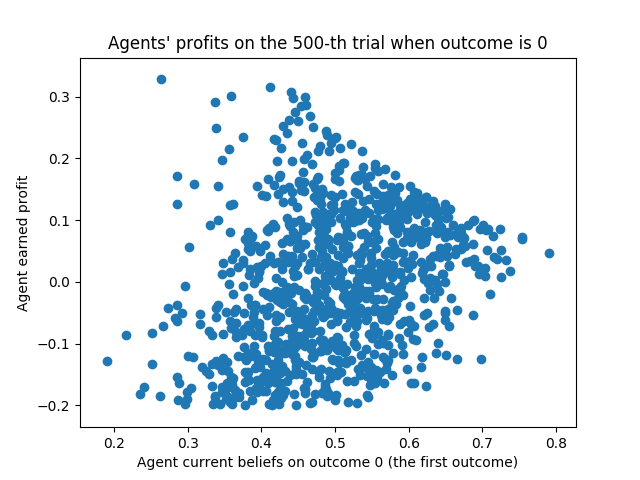 Agents' profits on the 500-th trial when outcome is 0
Agent earned profit
0.3
0.2
0.1
0.0
−0.1
−0.2
0.2 0.3 0.4 0.5 0.6 0.7 0.8
Agent current beliefs on outcome 0 (the first outcome)